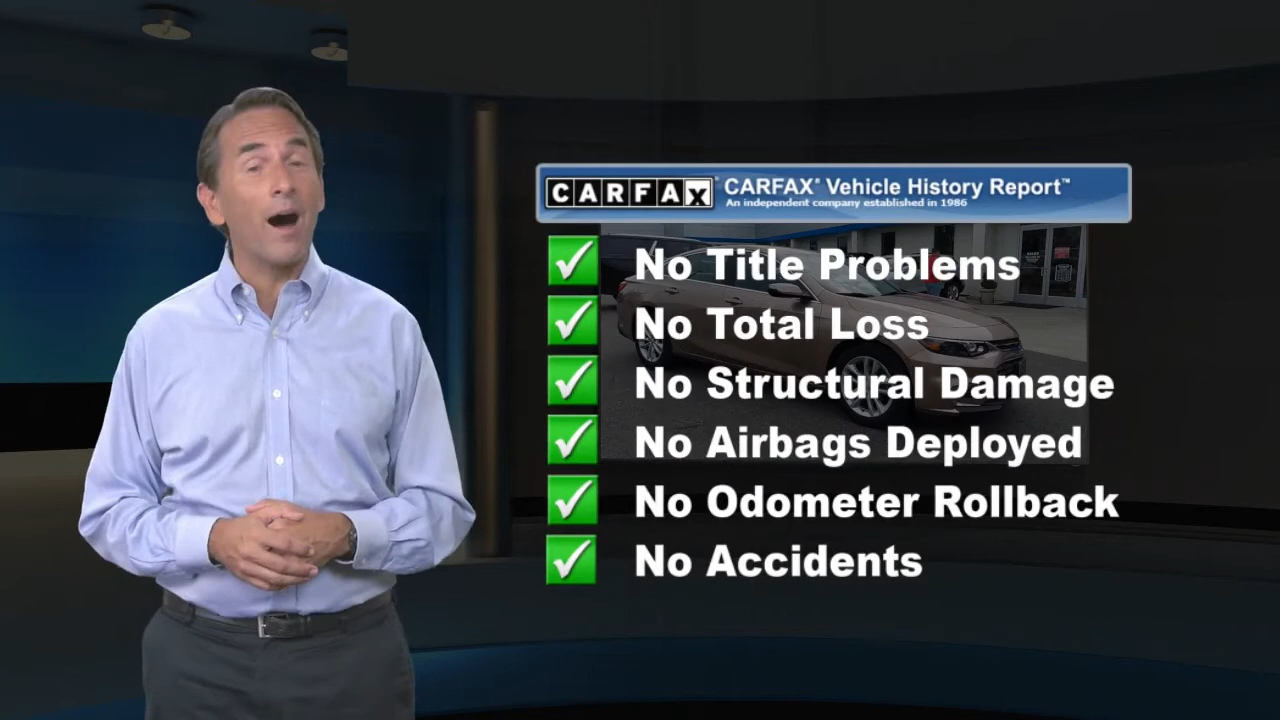 CARFAX
CARFAX® Vehicle History Report™
An independent company established in 1986
No Title Problems
No Total Loss
No Structural Damage
No Airbags Deployed
No Odometer Rollback
No Accidents